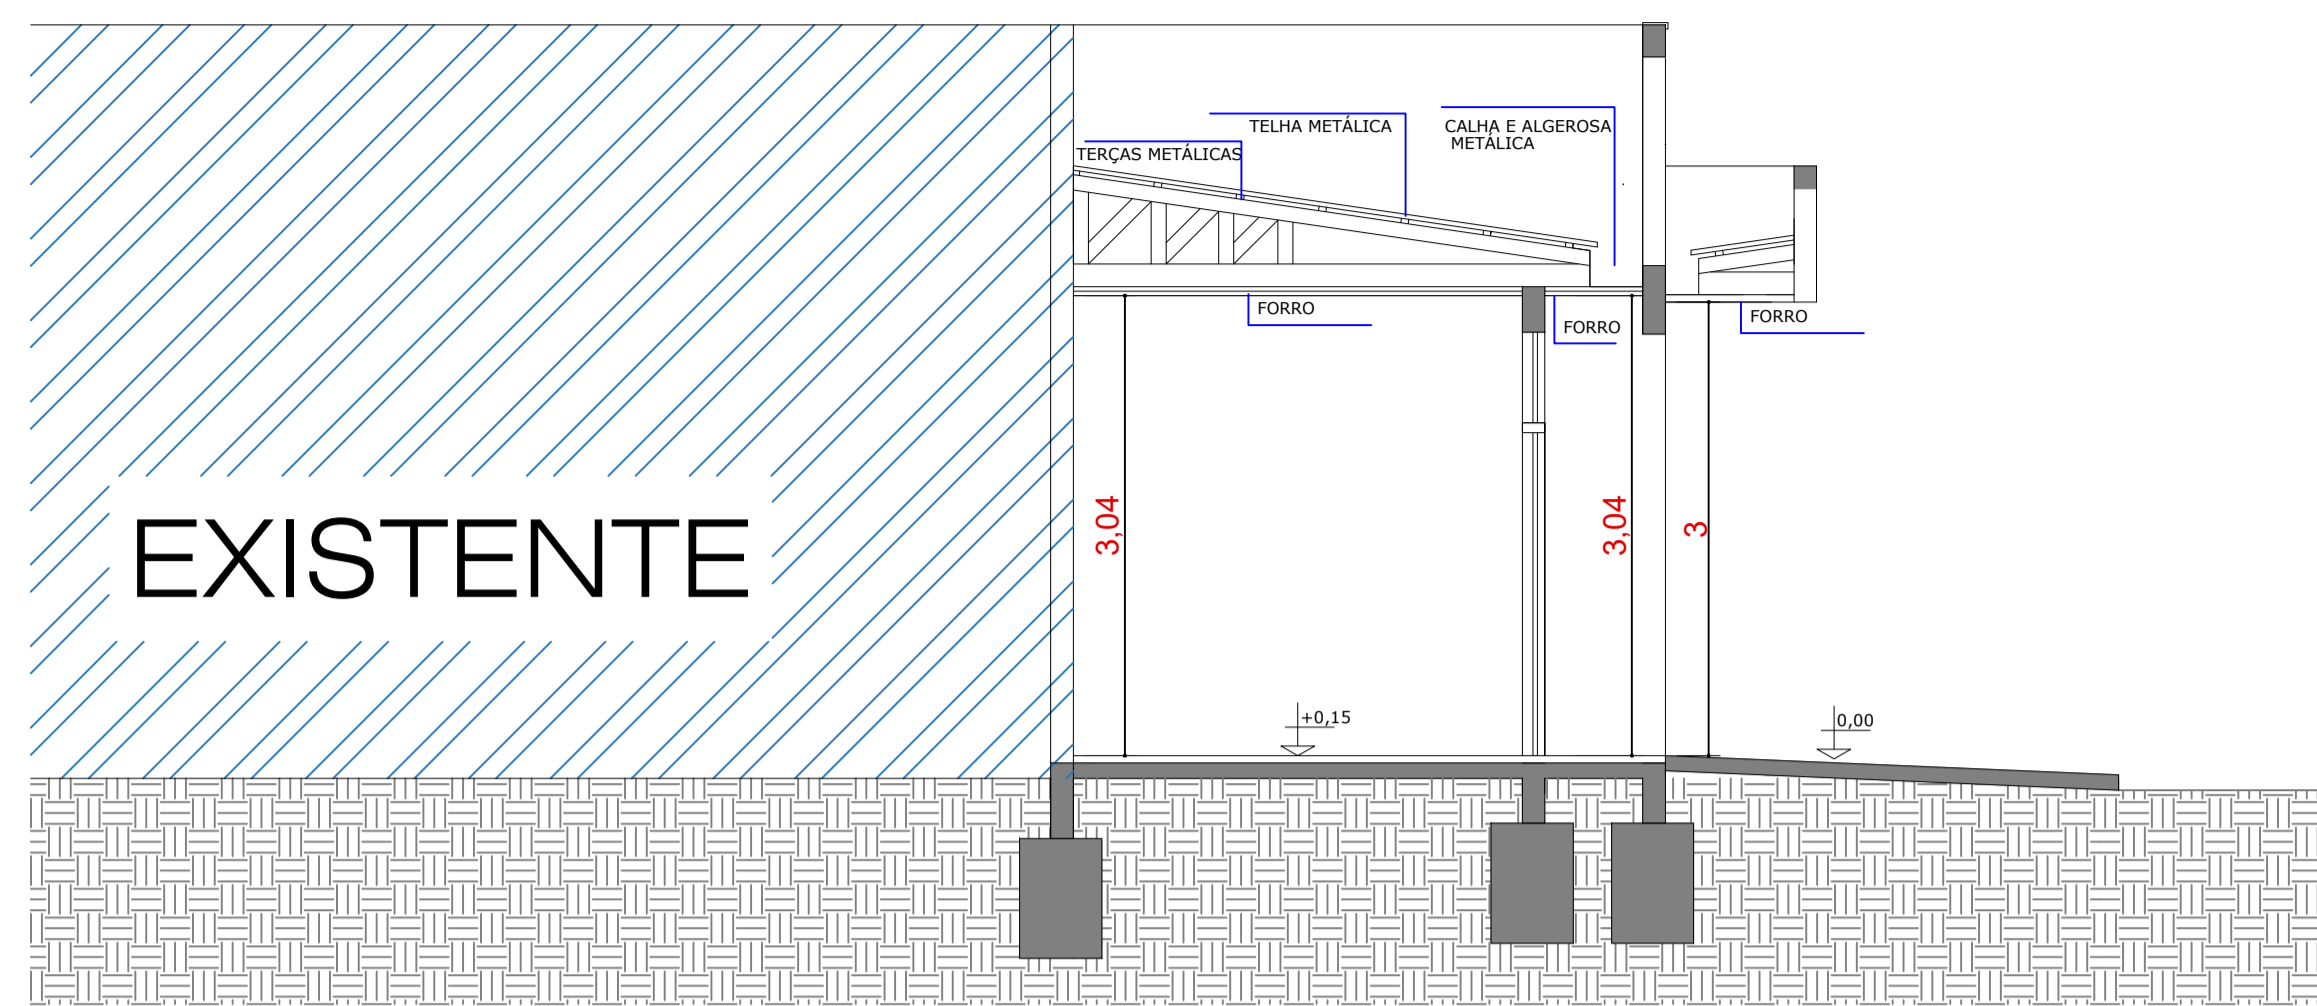 TELHA METÁLICA
CALHA E ALGEROSA
METÁLICA
TERÇAS METÁLICAS
FORRO
FORRO
FORRO
EXISTENTE
3,04
3,04
3
+0,15
0,00